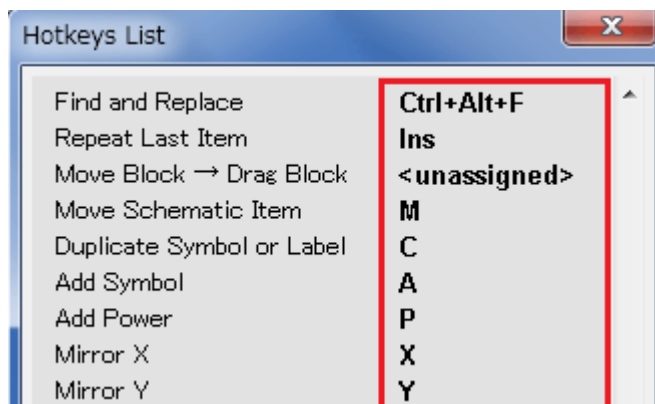 Hotkeys List
Find and Replace Ctrl+Alt+F
Repeat Last Item Ins
Move Block → Drag Block <unassigned>
Move Schematic Item M
Duplicate Symbol or Label C
Add Symbol A
Add Power P
Mirror X X
Mirror Y Y